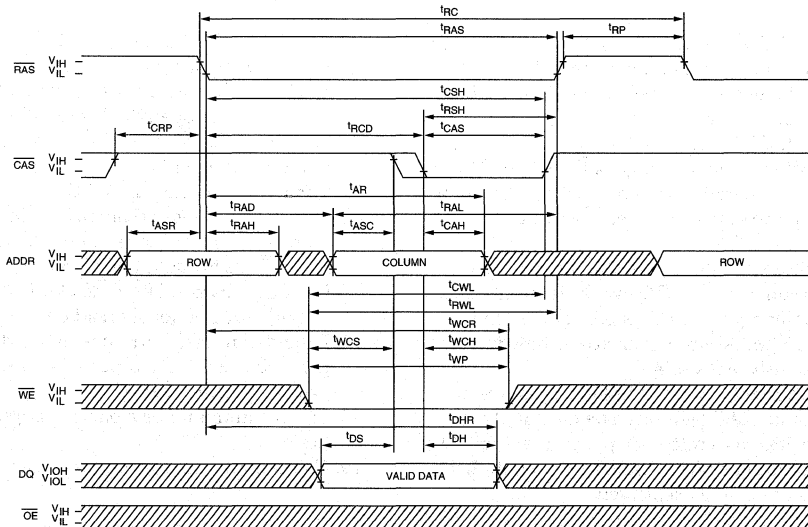 tRC
tRAS tRP
RAS VIH
VIL
tCSH
tRSH
tCRP tRCD tCAS
CAS VIH
VIL
tAR
tRAD tRAL
tASR tRAH tASC tCAH
ADDR VIH
VIL
ROW COLUMN ROW
tCWL
tRWL
tWCR
tWCS tWCH
tWP
WE VIH
VIL
tDHR
tDS tDH
DQ VIOH
VIOL
VALID DATA
OE VIH
VIL